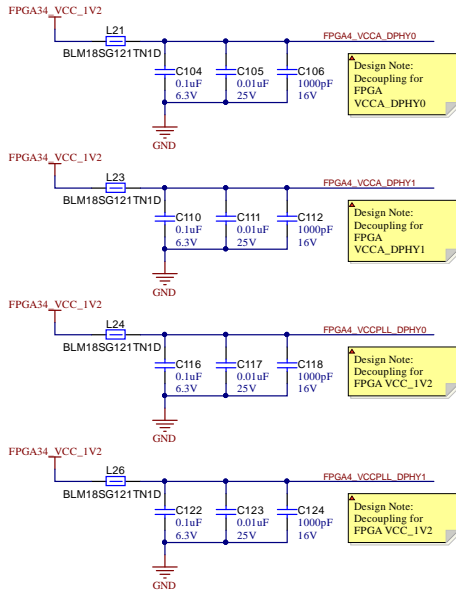 FPGA34_VCC_1V2
L21
BLM18SG121TN1D
FPGA4_VCCA_DPHY0
C104
0.1uF
6.3V
C105
0.01uF
25V
C106
1000pF
16V
GND
Design Note:
Decoupling for
FPGA
VCCA_DPHY0
FPGA34_VCC_1V2
L23
BLM18SG121TN1D
FPGA4_VCCA_DPHY1
C110
0.1uF
6.3V
C111
0.01uF
25V
C112
1000pF
16V
GND
Design Note:
Decoupling for
FPGA
VCCA_DPHY1
FPGA34_VCC_1V2
L24
BLM18SG121TN1D
FPGA4_VCCPLL_DPHY0
C116
0.1uF
6.3V
C117
0.01uF
25V
C118
1000pF
16V
GND
Design Note:
Decoupling for
FPGA VCC_1V2
FPGA34_VCC_1V2
L26
BLM18SG121TN1D
FPGA4_VCCPLL_DPHY1
C122
0.1uF
6.3V
C123
0.01uF
25V
C124
1000pF
16V
GND
Design Note:
Decoupling for
FPGA VCC_1V2